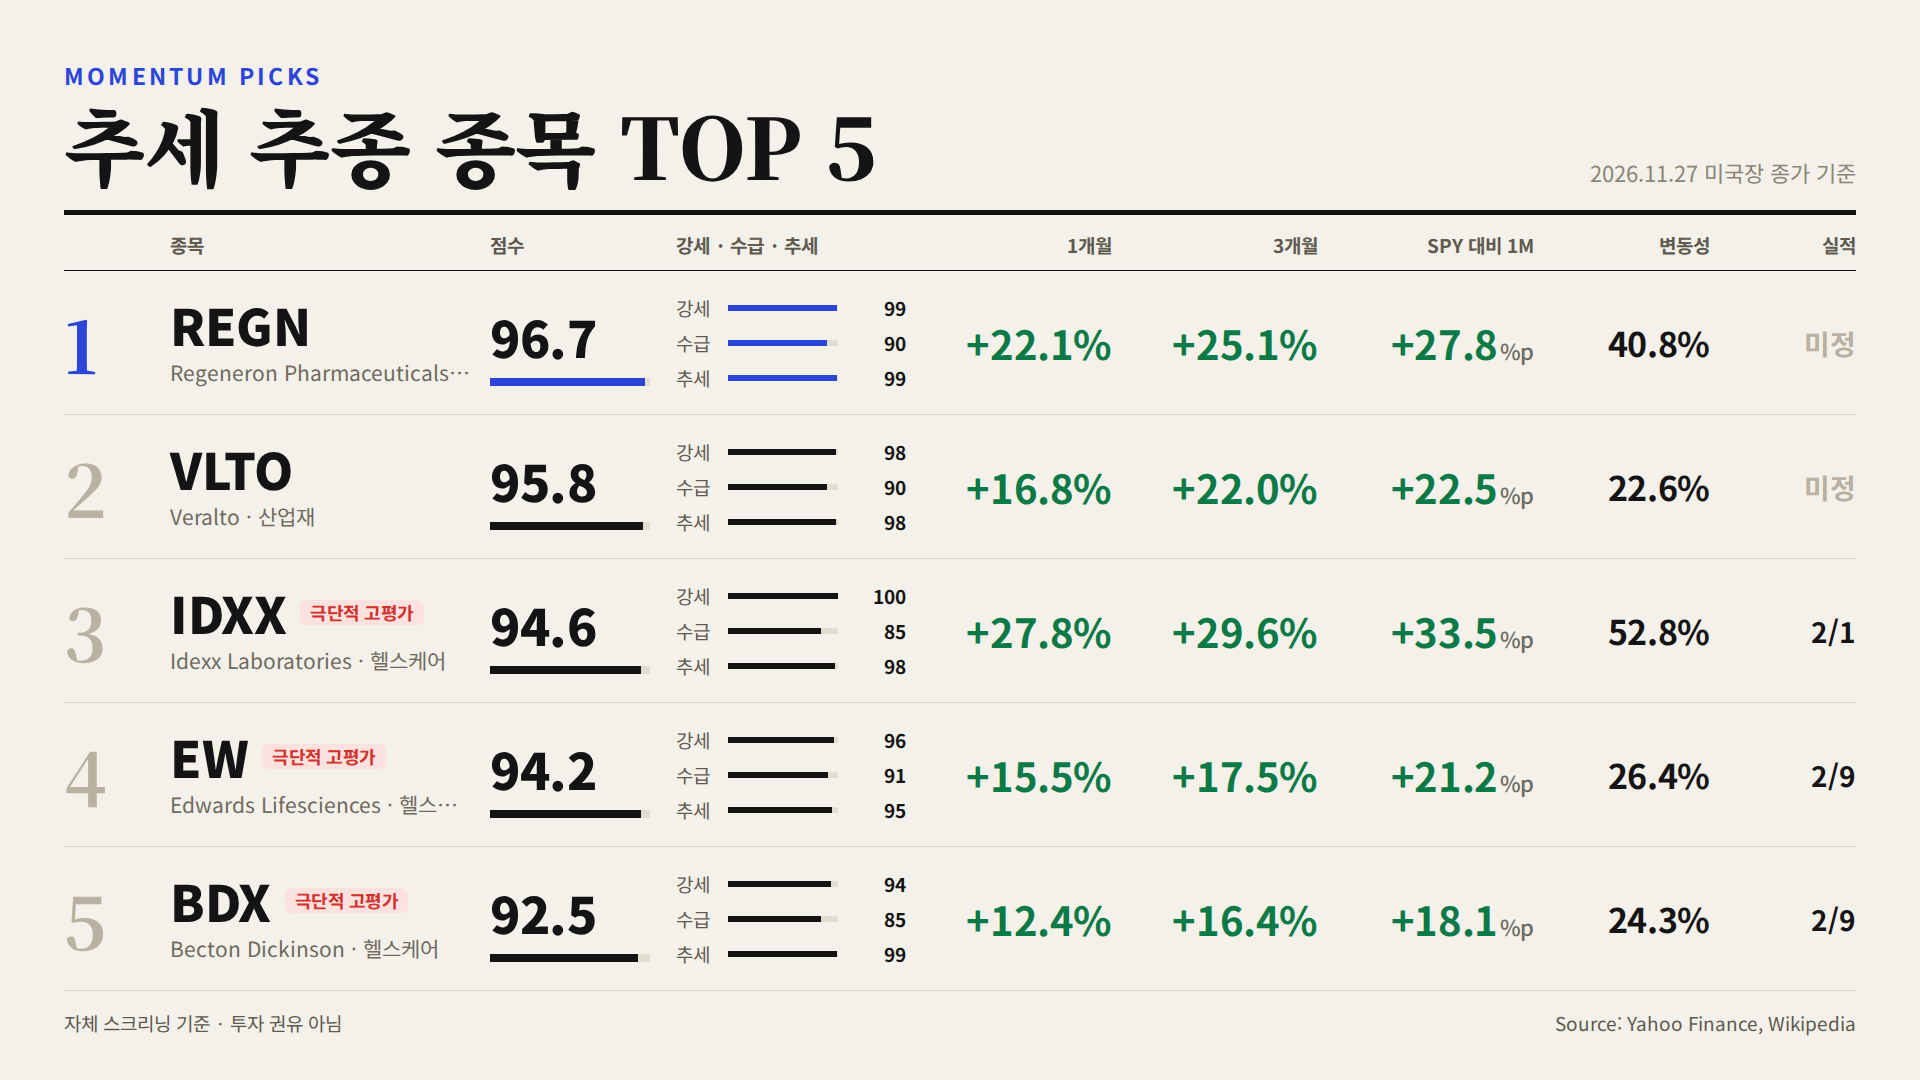 MOMENTUM PICKS
추세 추종 종목 TOP 5
2026.11.27 미국장 종가 기준
종목 점수 강세 · 수급 · 추세 1개월 3개월 SPY 대비 1M 변동성 실적
1 REGN 96.7 강세 99 +22.1% +25.1% +27.8%p 40.8% 미정
수급 90
Regeneron Pharmaceuticals… 추세 99
2 VLTO 95.8 강세 98 +16.8% +22.0% +22.5%p 22.6% 미정
수급 90
Veralto · 산업재 추세 98
3 IDXX 극단적 고평가 94.6 강세 100 +27.8% +29.6% +33.5%p 52.8% 2/1
수급 85
Idexx Laboratories · 헬스케어 추세 98
4 EW 극단적 고평가 94.2 강세 96 +15.5% +17.5% +21.2%p 26.4% 2/9
수급 91
Edwards Lifesciences · 헬스… 추세 95
5 BDX 극단적 고평가 92.5 강세 94 +12.4% +16.4% +18.1%p 24.3% 2/9
수급 85
Becton Dickinson · 헬스케어 추세 99
자체 스크리닝 기준 · 투자 권유 아님
Source: Yahoo Finance, Wikipedia